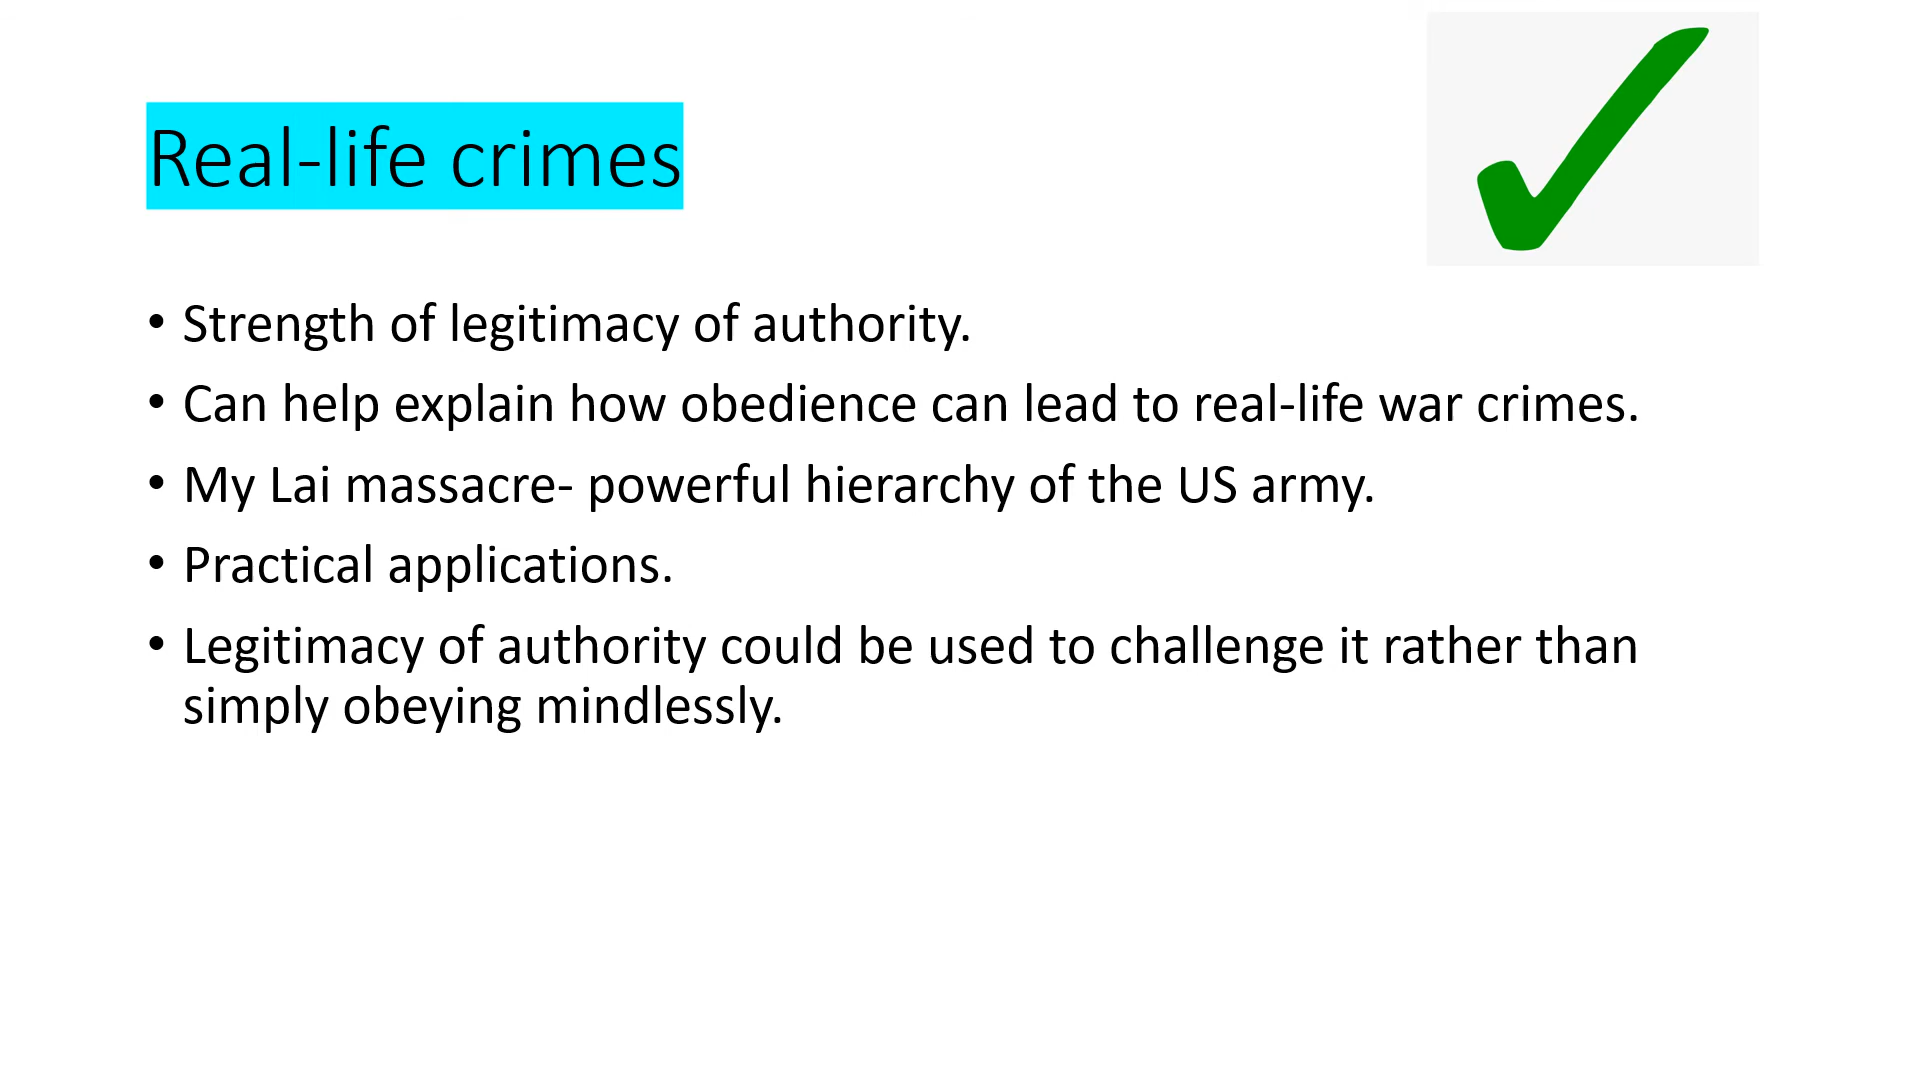 Real-life crimes
• Strength of legitimacy of authority.
• Can help explain how obedience can lead to real-life war crimes.
• My Lai massacre- powerful hierarchy of the US army.
• Practical applications.
• Legitimacy of authority could be used to challenge it rather than
simply obeying mindlessly.